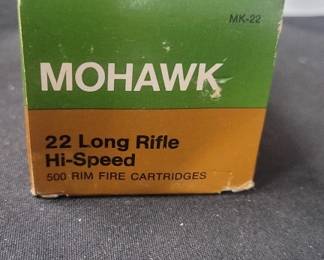 MK-22
MOHAWK
22 Long Rifle
Hi-Speed
500 RIM FIRE CARTRIDGES